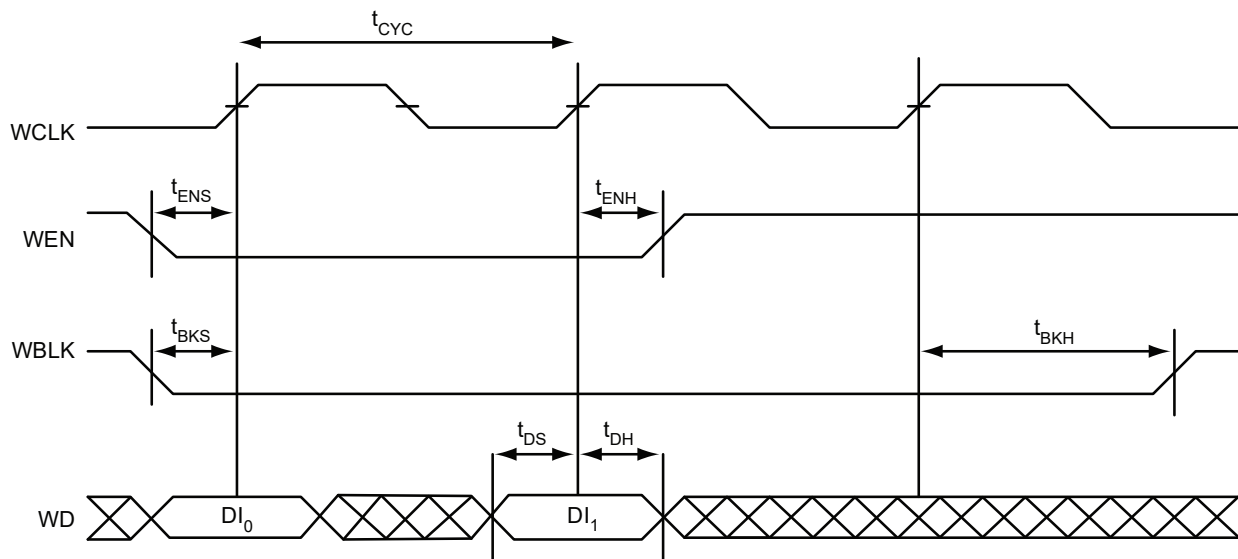 tCYC
WCLK
tENS
tENH
WEN
tBKS
tBKH
WBLK
tDS
tDH
WD
DI0
DI1